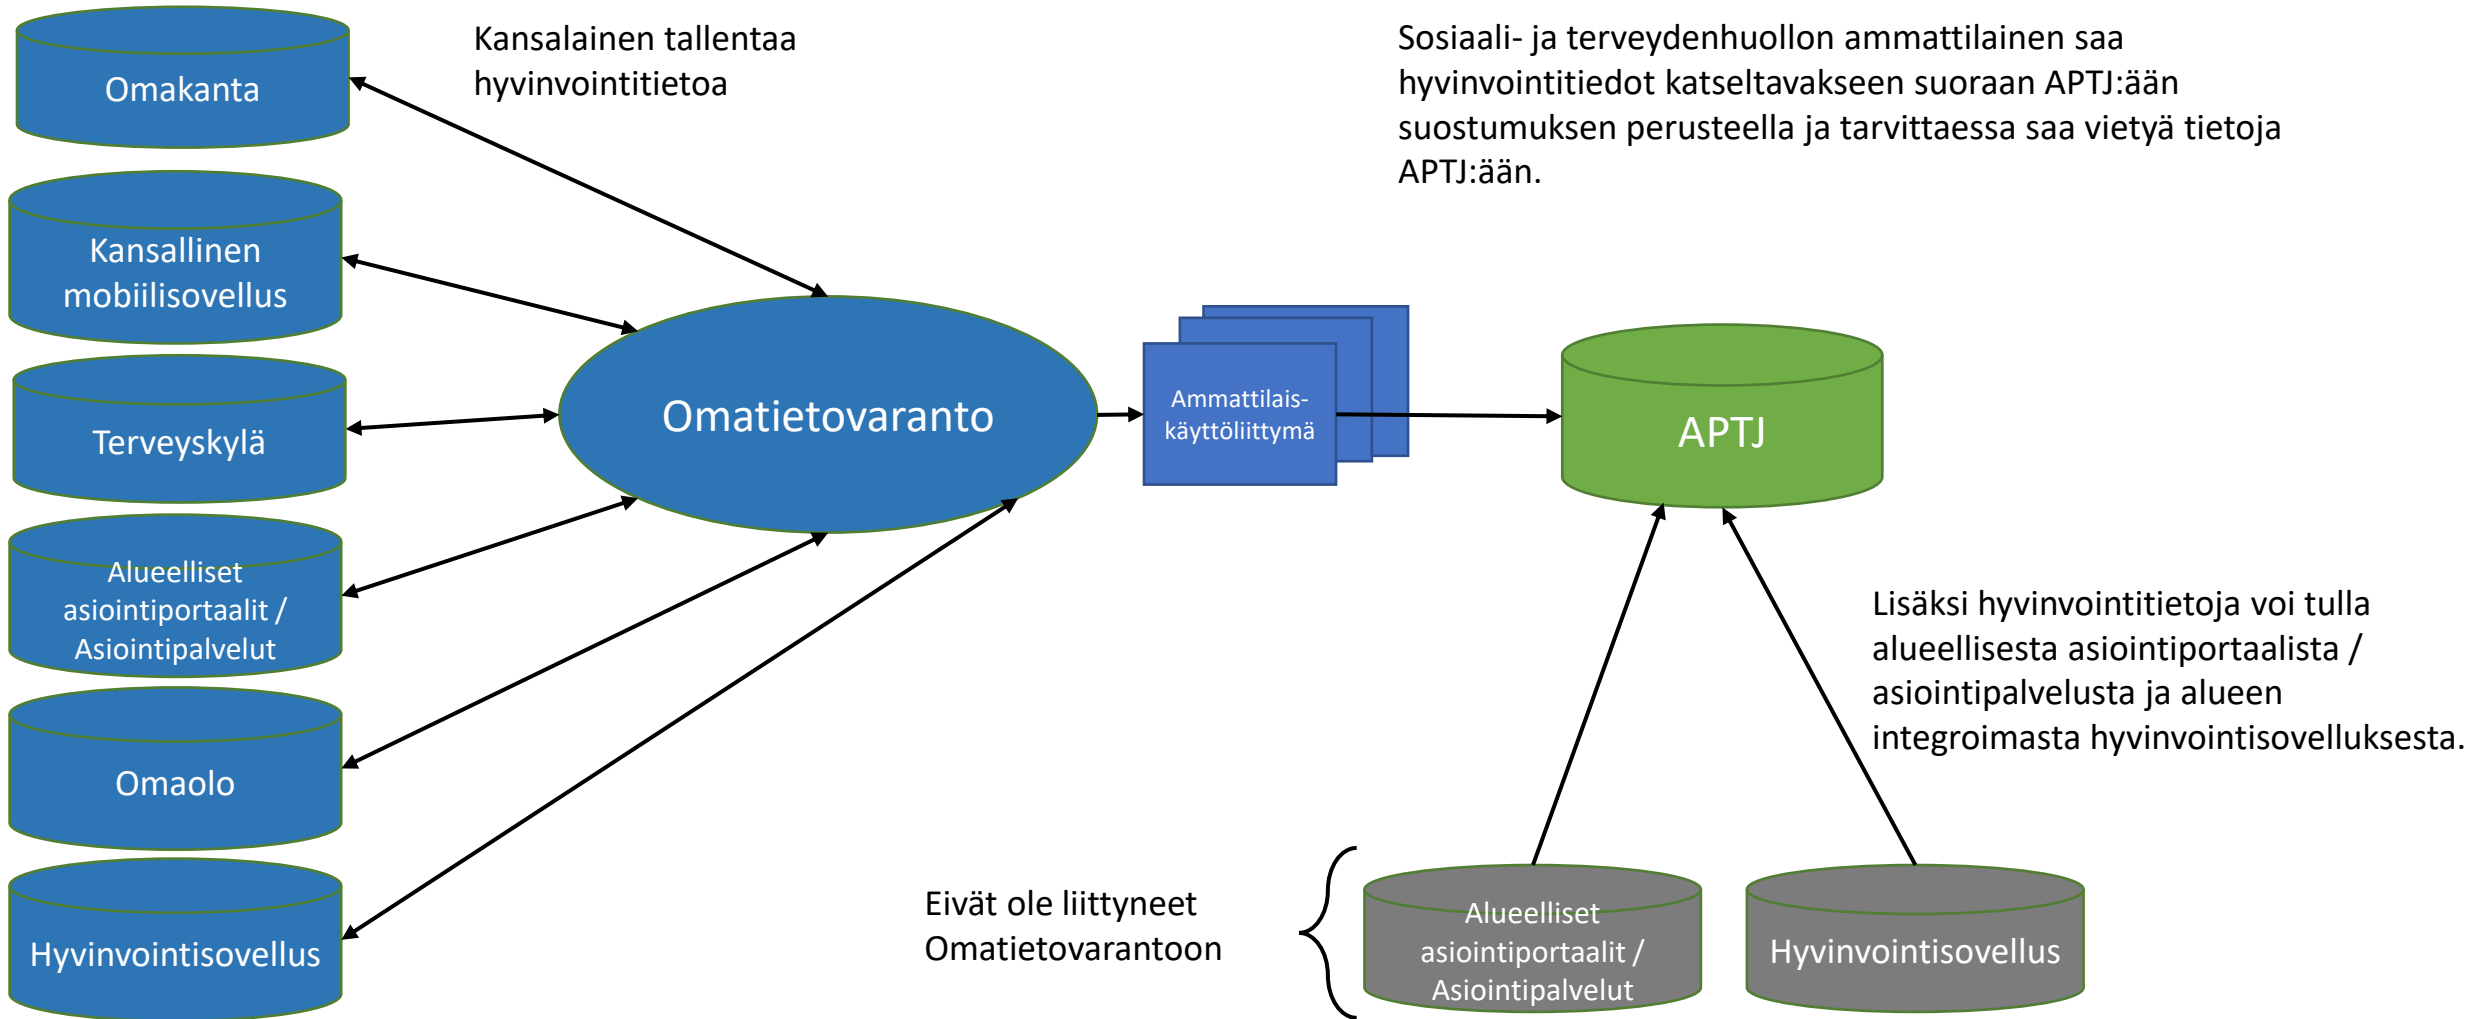 Omakanta
Kansalainen tallentaa
hyvinvointitietoa
Sosiaali- ja terveydenhuollon ammattilainen saa
hyvinvointitiedot katseltavakseen suoraan APTJ:ään
suostumuksen perusteella ja tarvittaessa saa vietyä tietoja
APTJ:ään.
Kansallinen
mobiilisovellus
Terveyskylä
Alueelliset
asiointiportaalit /
Asiointipalvelut
Omaolo
Hyvinvointisovellus
Omatietovaranto
Ammattilais-
käyttöliittymä
APTJ
Lisäksi hyvinvointitietoja voi tulla
alueellisesta asiointiportaalista /
asiointipalvelusta ja alueen
integroimasta hyvinvointisovelluksesta.
Eivät ole liittyneet
Omatietovarantoon
Alueelliset
asiointiportaalit /
Asiointipalvelut
Hyvinvointisovellus